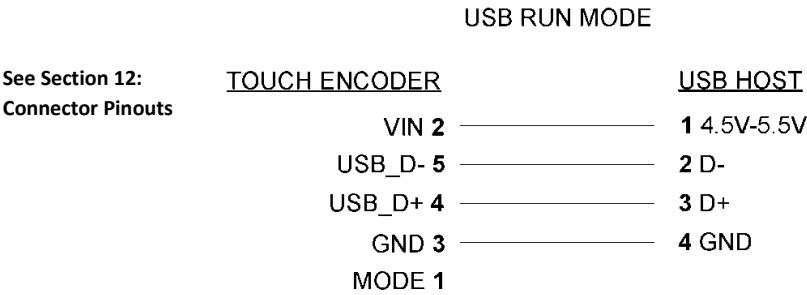 USB RUN MODE
See Section 12:
Connector Pinouts
TOUCH ENCODER USB HOST
VIN 2 1 4.5V-5.5V
USB_D- 5 2 D-
USB_D+ 4 3 D+
GND 3 4 GND
MODE 1